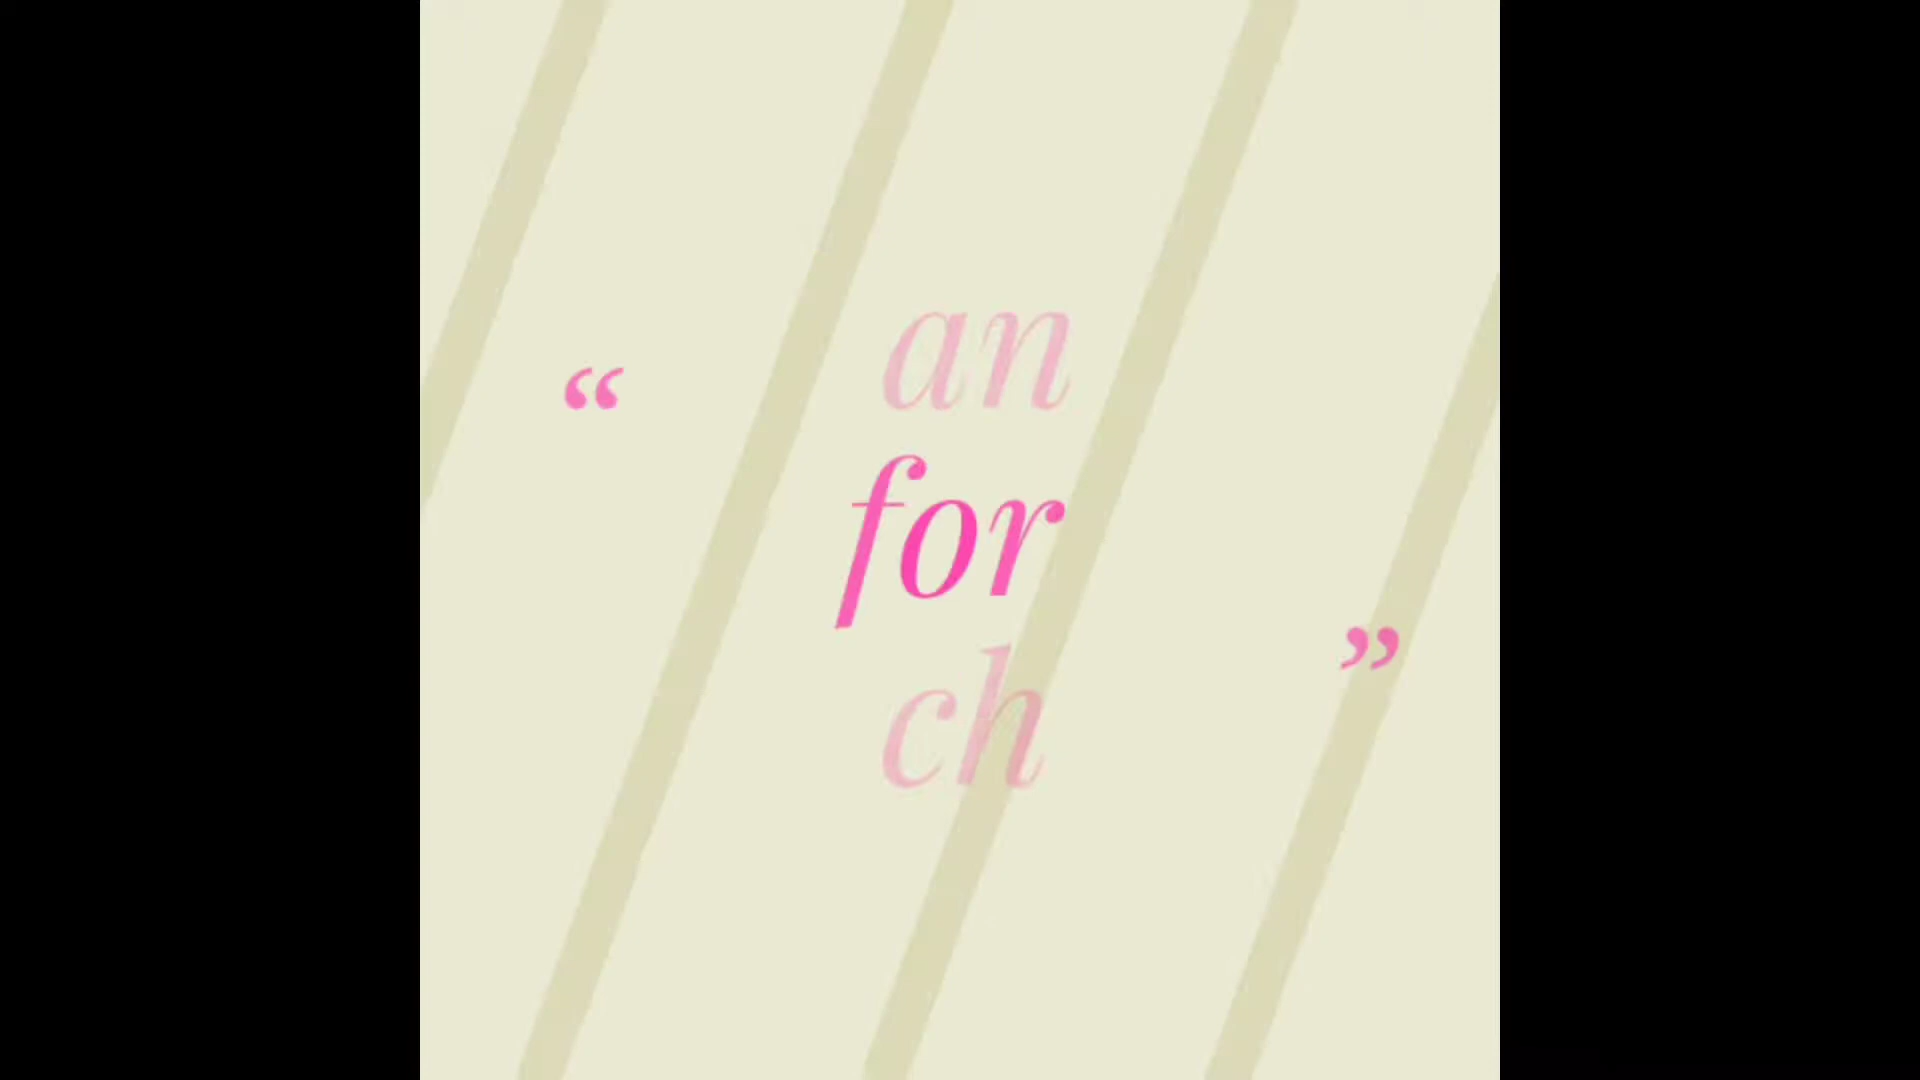 an
“
for
”
ch